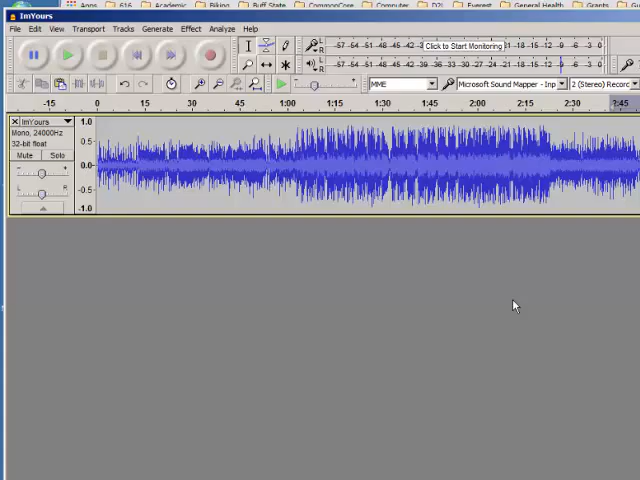 Apps 616 Academic Biking Buff State CommonCore Computer D2L Everest General Health Grants
ImYours
File Edit View Transport Tracks Generate Effect Analyze Help
L R -57 -54 -51 -48 -45 -42 Click to Start Monitoring -12 -9 -6 -3 0
L R -57 -54 -51 -48 -45 -42 -39 -36 -33 -30 -27 -24 -21 -18 -15 -12 -9 -6 -3 0
MME Microsoft Sound Mapper - Inp 2 (Stereo) Record
-15 0 15 30 45 1:00 1:15 1:30 1:45 2:00 2:15 2:30 2:45
ImYours 1.0
Mono, 24000Hz
32-bit float 0.5
Mute Solo
0.0
- +
L R -0.5
-1.0